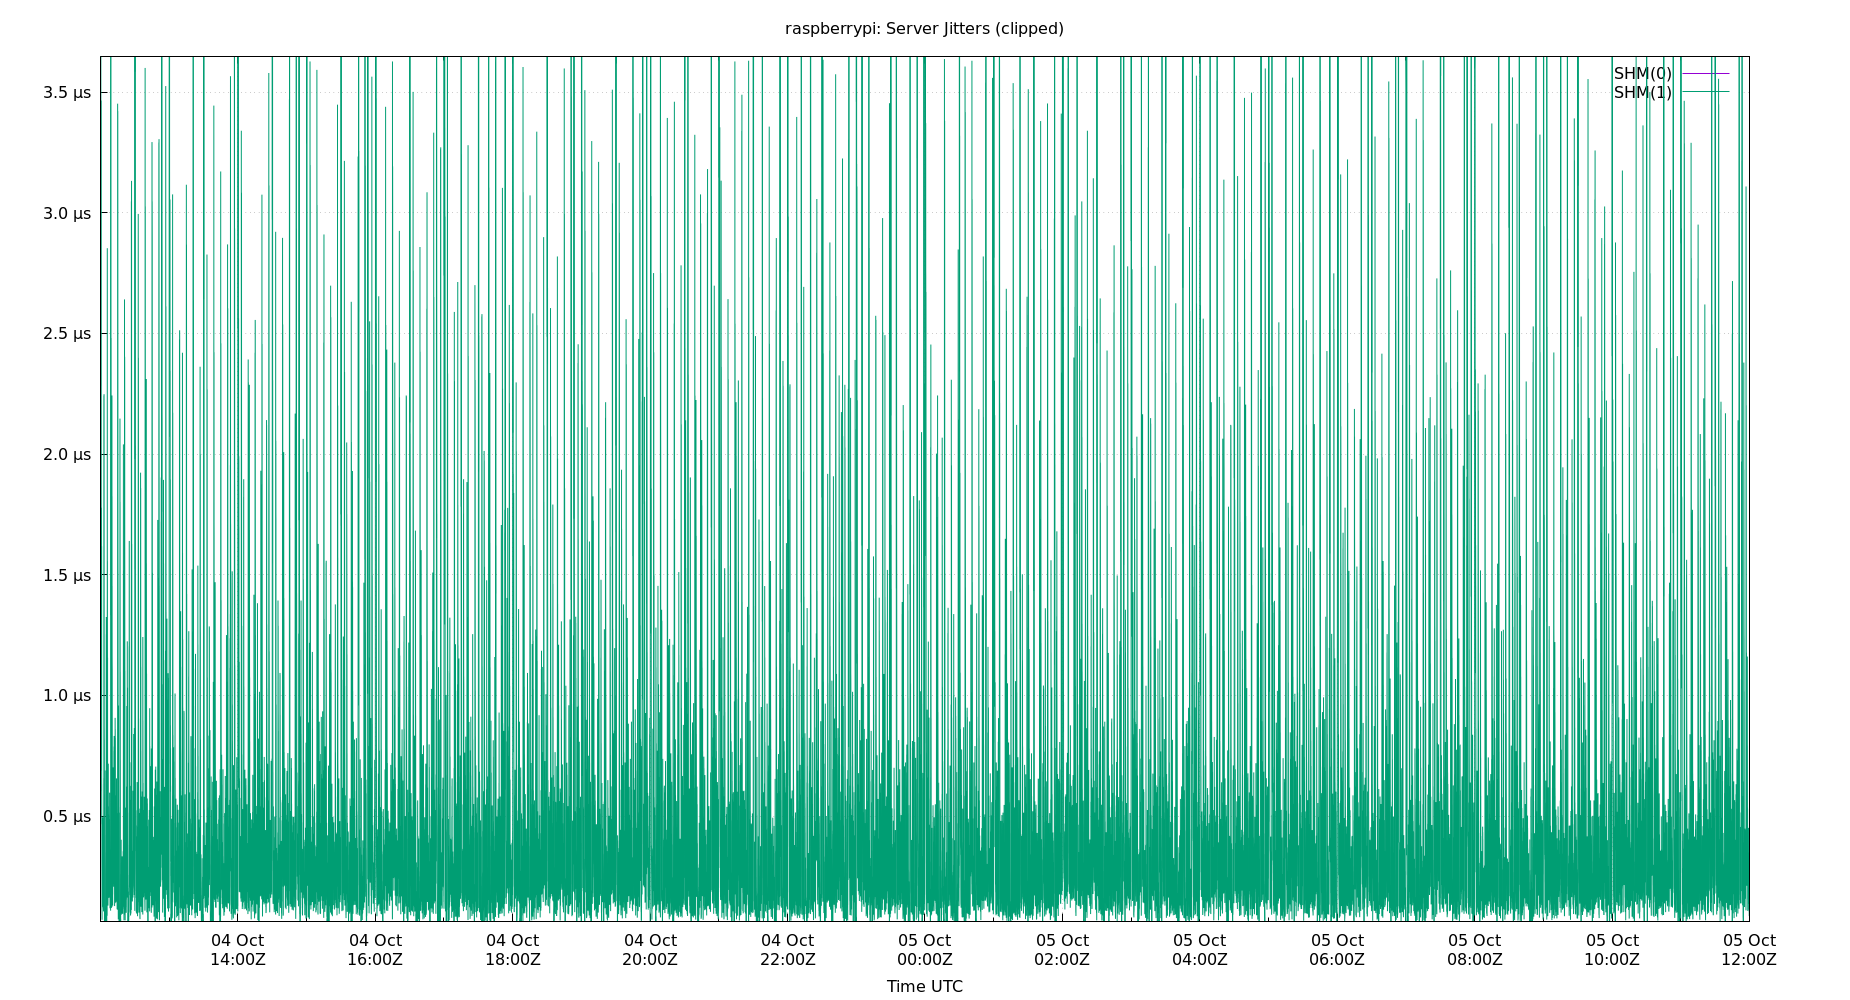 raspberrypi: Server Jitters (clipped)
SHM(0)
SHM(1)
3.5 µs
3.0 µs
2.5 µs
2.0 µs
1.5 µs
1.0 µs
0.5 µs
04 Oct 04 Oct 04 Oct 04 Oct 04 Oct 05 Oct 05 Oct 05 Oct 05 Oct 05 Oct 05 Oct 05 Oct
14:00Z 16:00Z 18:00Z 20:00Z 22:00Z 00:00Z 02:00Z 04:00Z 06:00Z 08:00Z 10:00Z 12:00Z
Time UTC